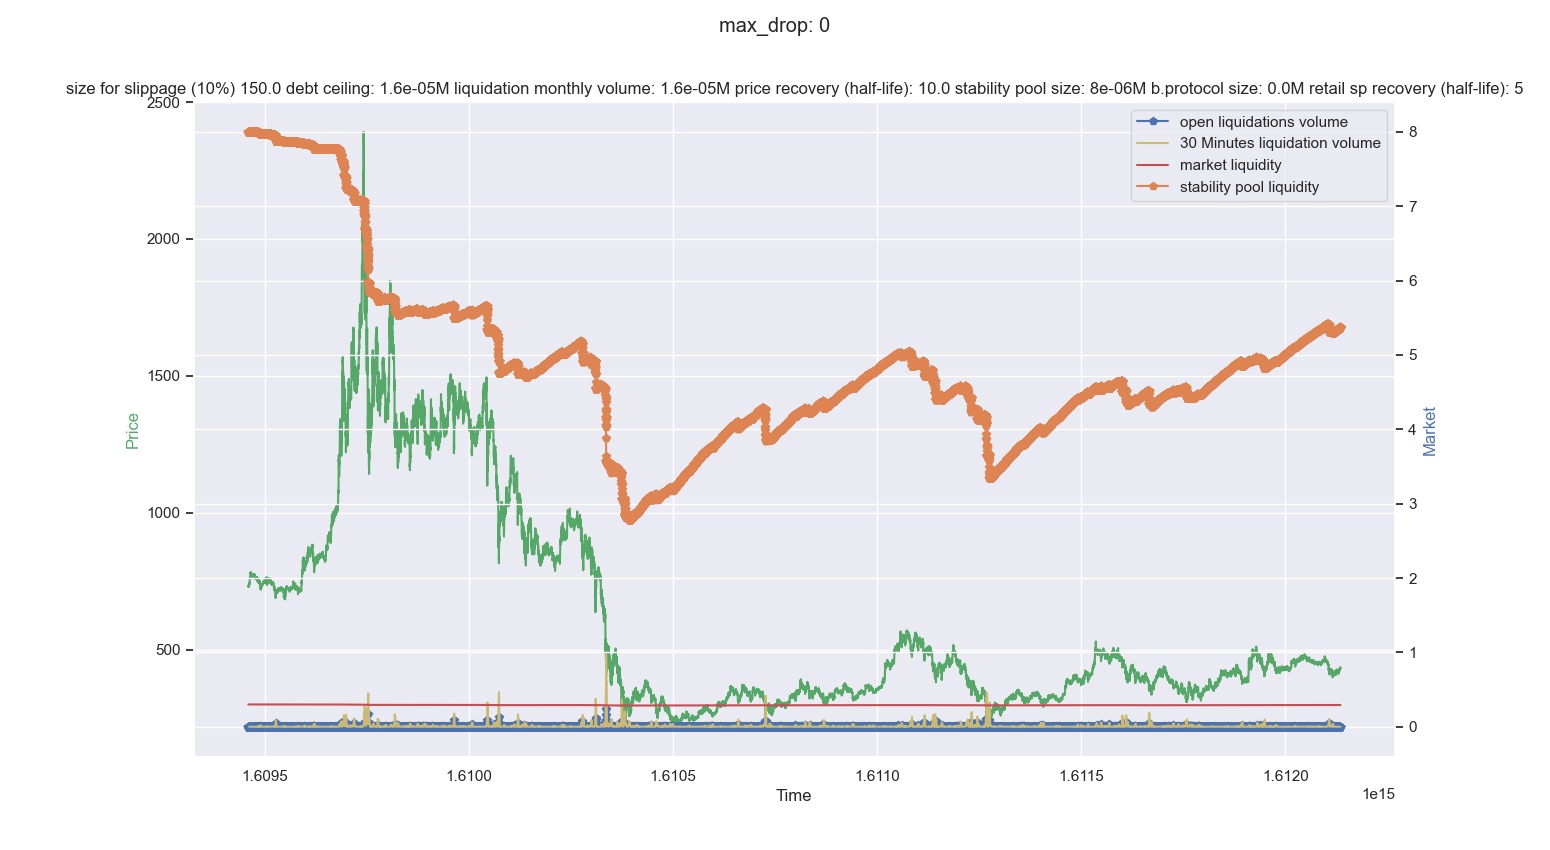 max_drop: 0
size for slippage (10%) 150.0 debt ceiling: 1.6e-05M liquidation monthly volume: 1.6e-05M price recovery (half-life): 10.0 stability pool size: 8e-06M b.protocol size: 0.0M retail sp recovery (half-life): 5
2500
2000
1500
1000
500
Price
open liquidations volume
30 Minutes liquidation volume
market liquidity
stability pool liquidity
8
7
6
5
4
3
2
1
0
Market
1.6095 1.6100 1.6105 1.6110 1.6115 1.6120
Time
1e15